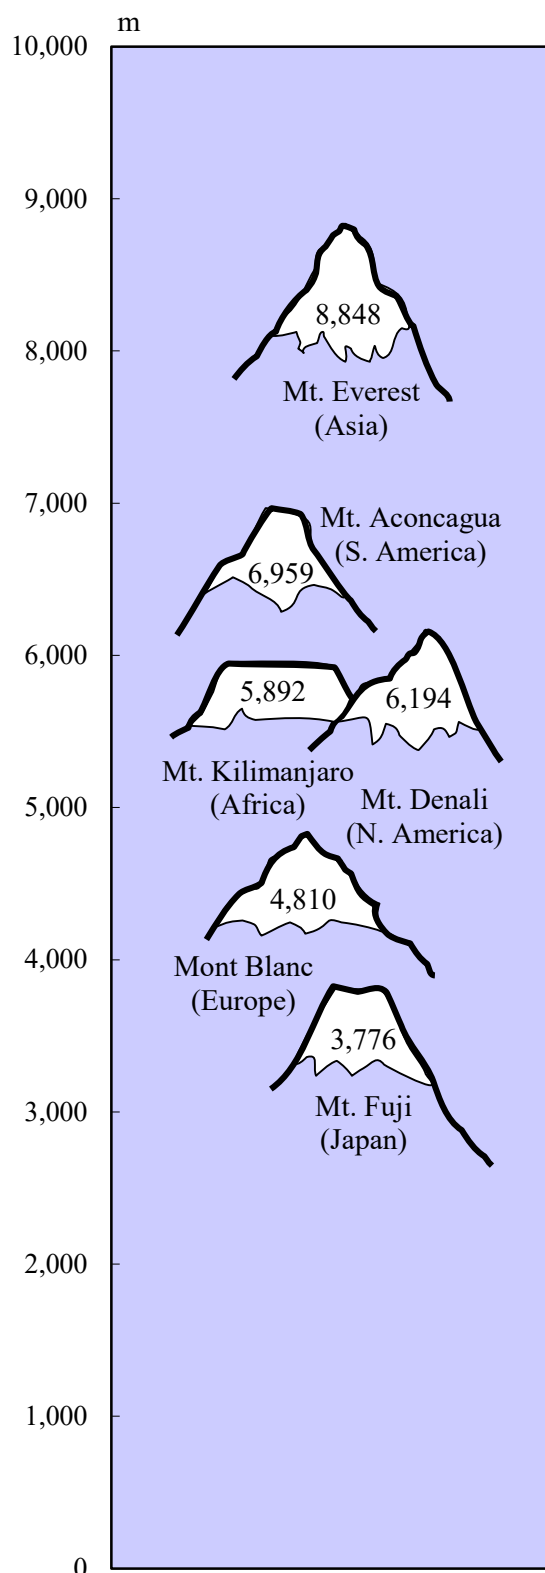 m
10,000
9,000
8,848
8,000
Mt. Everest
(Asia)
7,000
Mt. Aconcagua
(S. America)
6,959
6,000
5,892
6,194
Mt. Kilimanjaro
(Africa)
5,000
Mt. Denali
(N. America)
4,810
Mont Blanc
(Europe)
4,000
3,776
3,000
Mt. Fuji
(Japan)
2,000
1,000
0